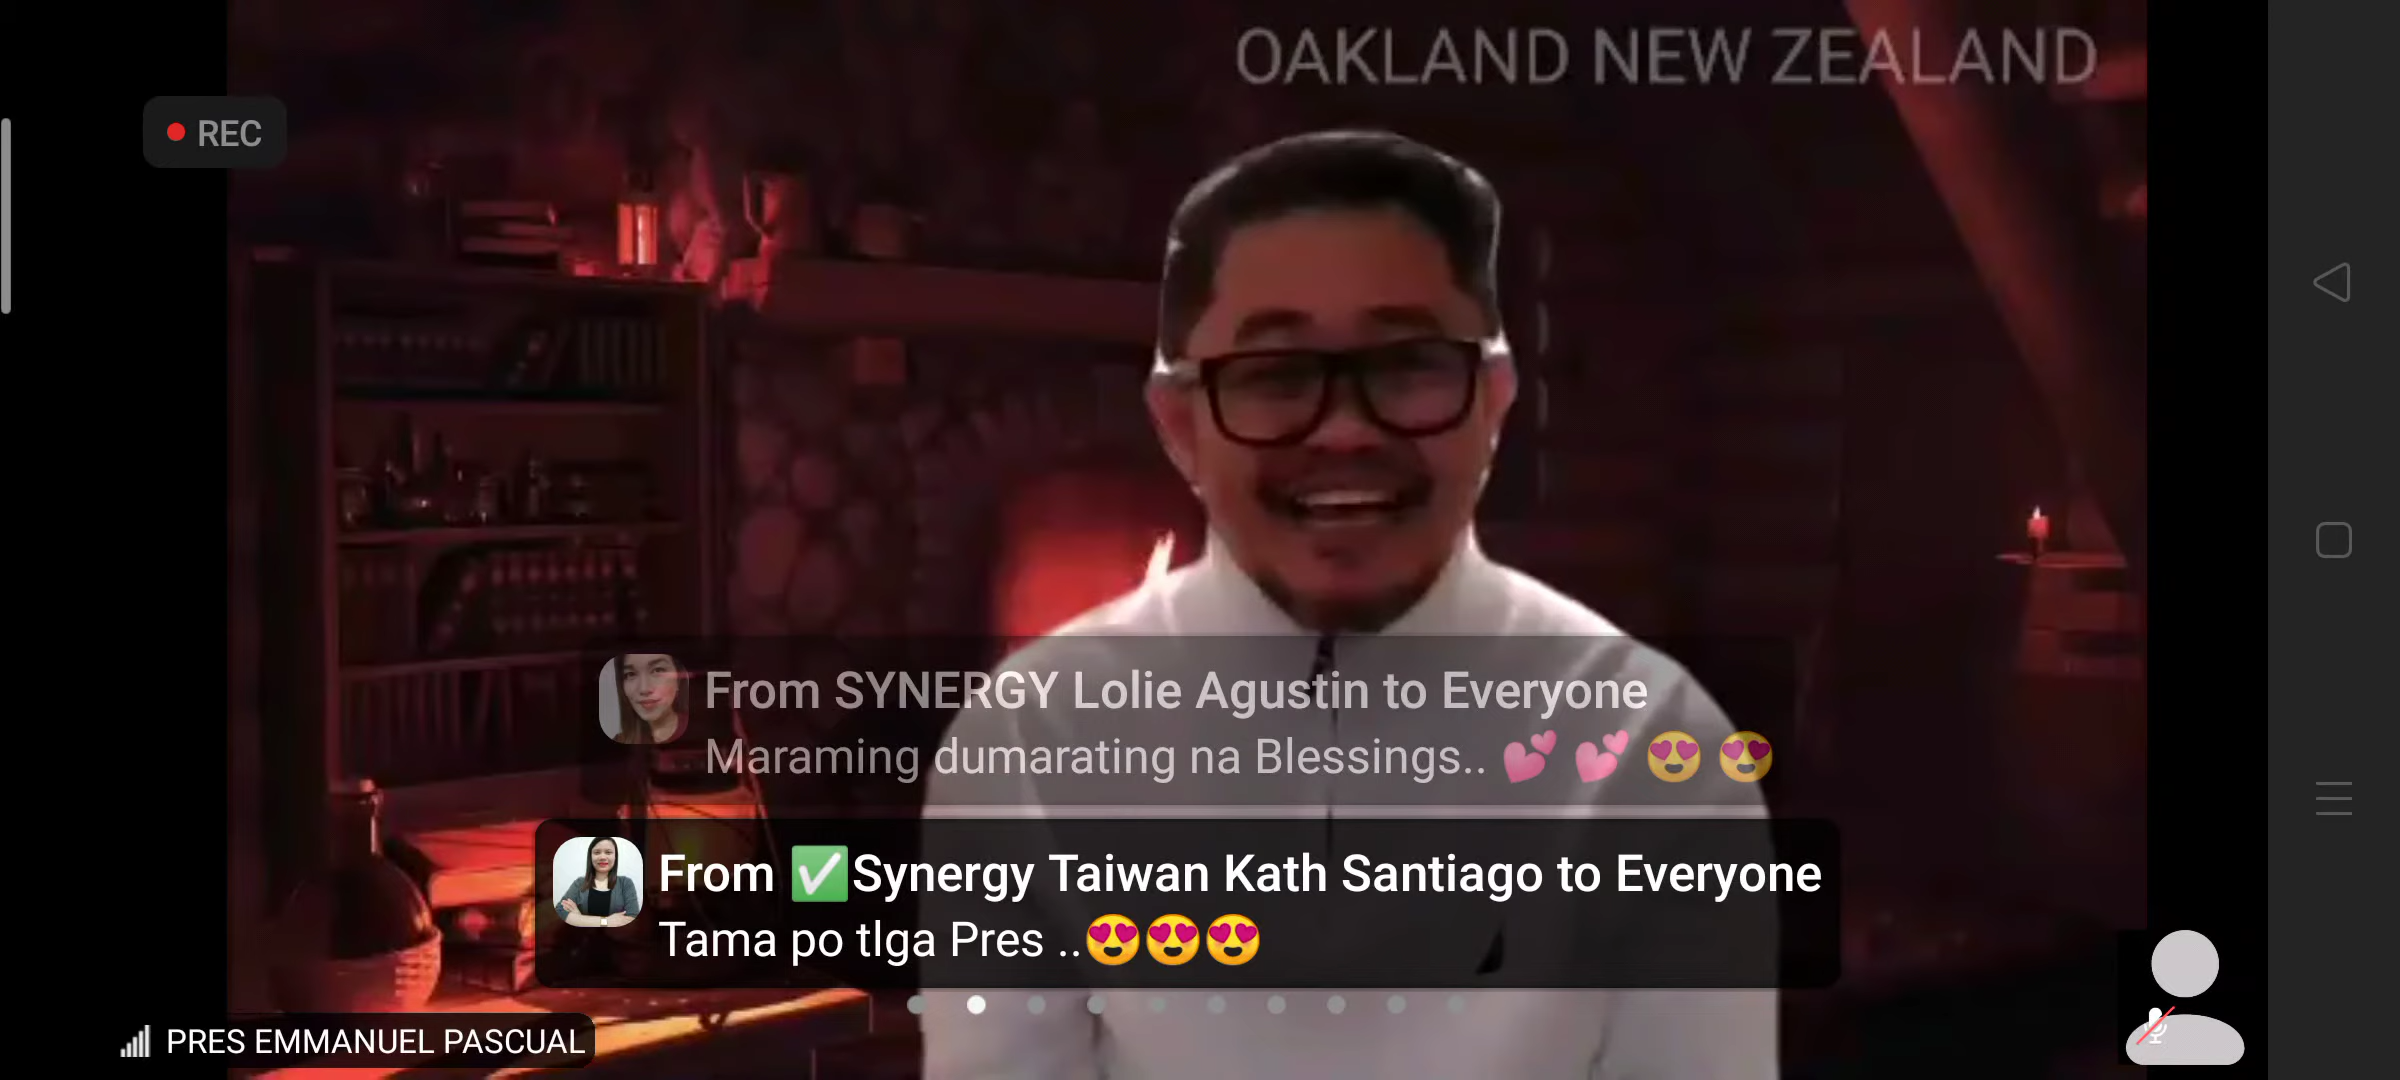 OAKLAND NEW ZEALAND
REC
From SYNERGY Lolie Agustin to Everyone
Maraming dumarating na Blessings.. 💕 💕 😍 😍
From ✅Synergy Taiwan Kath Santiago to Everyone
Tama po tlga Pres ..😍😍😍
PRES EMMANUEL PASCUAL